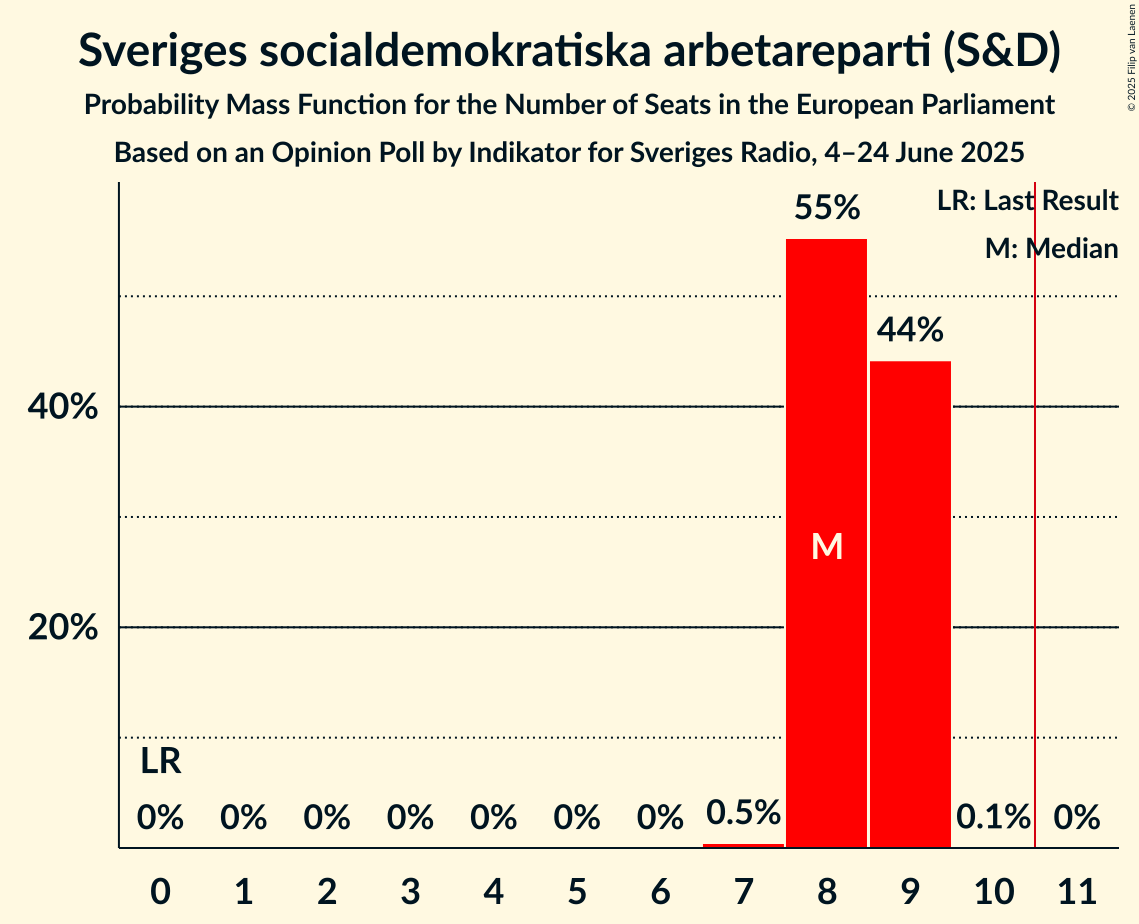 Sveriges socialdemokratiska arbetareparti (S&D)
Probability Mass Function for the Number of Seats in the European Parliament
Based on an Opinion Poll by Indikator for Sveriges Radio, 4–24 June 2025
© 2025 Filip van Laenen
LR: Last Result
M: Median
55%
44%
40%
M
20%
LR
0% 0% 0% 0% 0% 0% 0% 0.5% 0.1% 0%
0 1 2 3 4 5 6 7 8 9 10 11